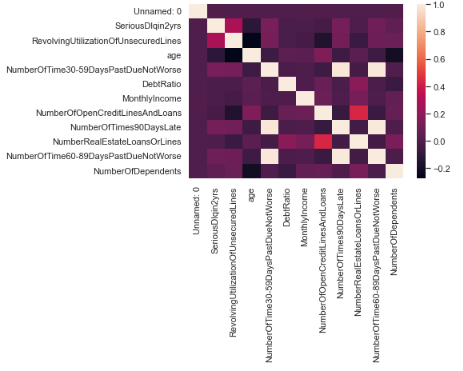 Unnamed: 0
SeriousDlqin2yrs
RevolvingUtilizationOfUnsecuredLines
age
NumberOfTime30-59DaysPastDueNotWorse
DebtRatio
MonthlyIncome
NumberOfOpenCreditLinesAndLoans
NumberOfTimes90DaysLate
NumberRealEstateLoansOrLines
NumberOfTime60-89DaysPastDueNotWorse
NumberOfDependents
Unnamed: 0
SeriousDlqin2yrs
RevolvingUtilizationOfUnsecuredLines
age
NumberOfTime30-59DaysPastDueNotWorse
DebtRatio
MonthlyIncome
NumberOfOpenCreditLinesAndLoans
NumberOfTimes90DaysLate
NumberRealEstateLoansOrLines
NumberOfTime60-89DaysPastDueNotWorse
NumberOfDependents
1.0
0.8
0.6
0.4
0.2
0.0
−0.2